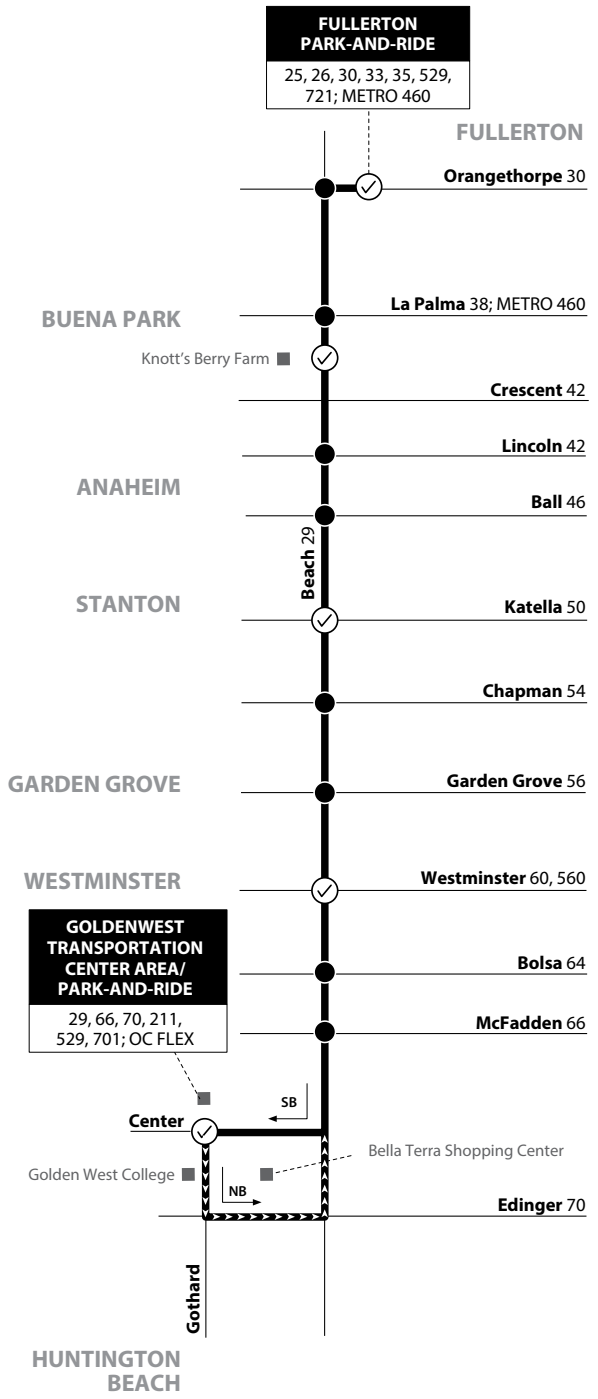 FULLERTON
PARK-AND-RIDE
25, 26, 30, 33, 35, 529,
721; METRO 460
FULLERTON
Orangethorpe 30
La Palma 38; METRO 460
BUENA PARK
Knott's Berry Farm
Crescent 42
Lincoln 42
ANAHEIM
Ball 46
Beach 29
STANTON
Katella 50
Chapman 54
GARDEN GROVE
Garden Grove 56
WESTMINSTER
Westminster 60, 560
GOLDENWEST
TRANSPORTATION
CENTER AREA/
PARK-AND-RIDE
29, 66, 70, 211,
529, 701; OC FLEX
Bolsa 64
McFadden 66
SB
Center
Bella Terra Shopping Center
Golden West College
NB
Edinger 70
Gothard
HUNTINGTON
BEACH